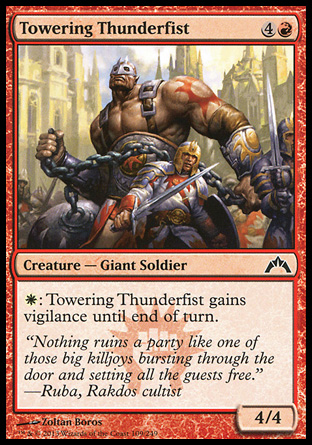 Towering Thunderfist 4
Creature — Giant Soldier
: Towering Thunderfist gains
vigilance until end of turn.
“Nothing ruins a party like one of
those big killjoys bursting through the
door and setting all the guests free.”
—Ruba, Rakdos cultist
Zoltan Boros
4/4